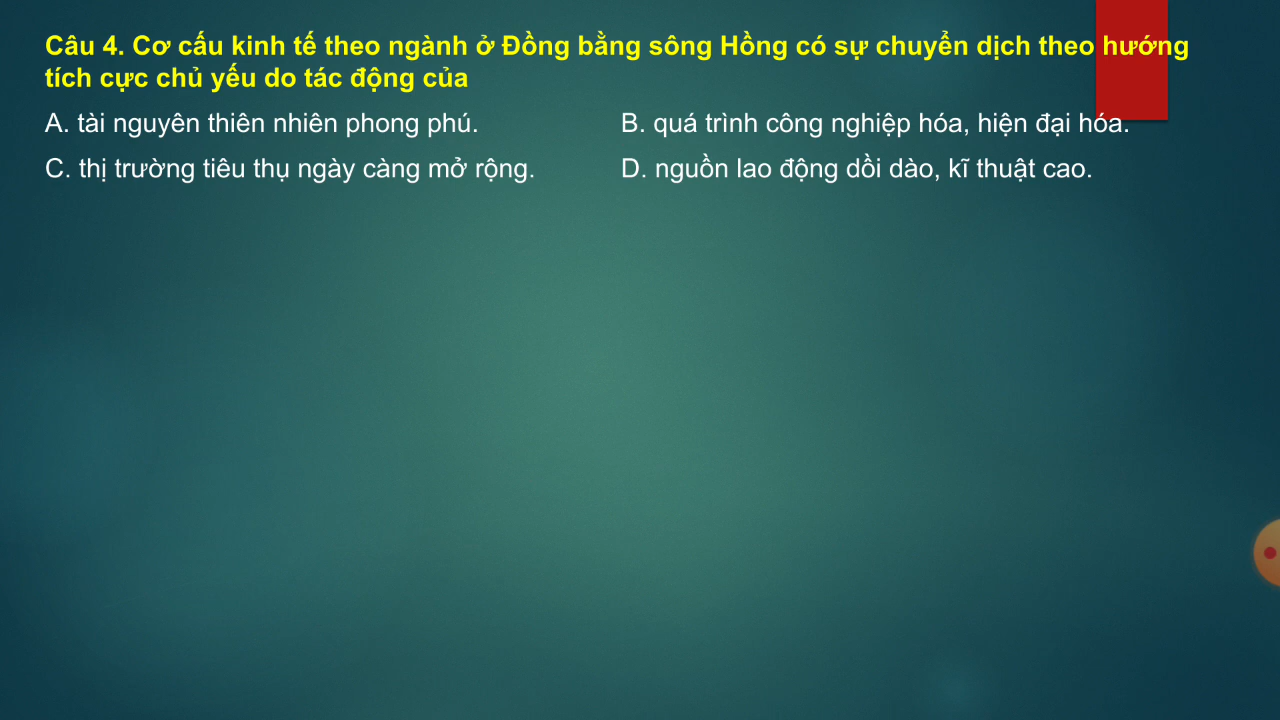 Câu 4. Cơ cấu kinh tế theo ngành ở Đồng bằng sông Hồng có sự chuyển dịch theo hướng
tích cực chủ yếu do tác động của
A. tài nguyên thiên nhiên phong phú. B. quá trình công nghiệp hóa, hiện đại hóa.
C. thị trường tiêu thụ ngày càng mở rộng. D. nguồn lao động dồi dào, kĩ thuật cao.